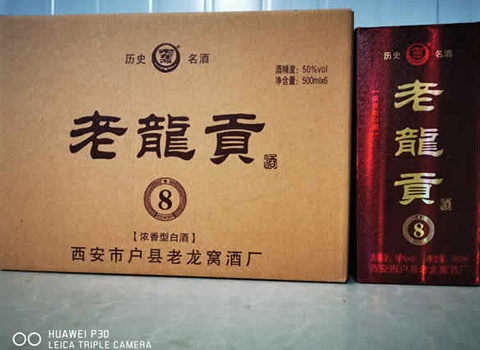 历史 名酒
酒精度：50%vol
净含量：500mlx6
老龍貢
酒
8
【浓香型白酒】
西安市户县老龙窝酒厂
历史 名酒
老龍貢
酒
8
西安市户县老龙窝酒厂
HUAWEI P30
LEICA TRIPLE CAMERA